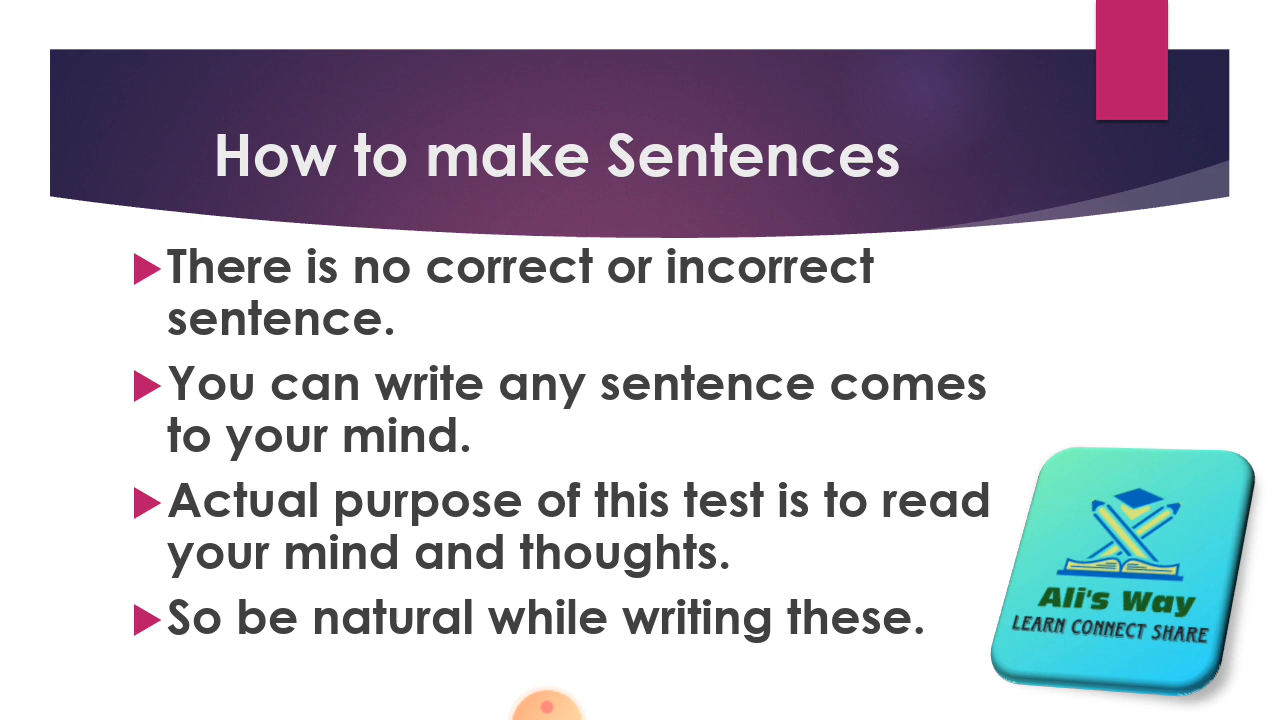 How to make Sentences
There is no correct or incorrect
sentence.
You can write any sentence comes
to your mind.
Actual purpose of this test is to read
your mind and thoughts.
So be natural while writing these.
Ali's Way
LEARN CONNECT SHARE